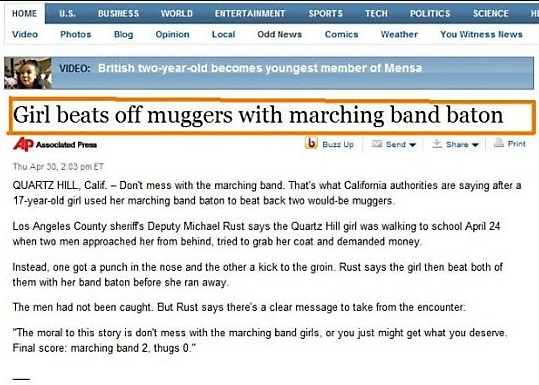 HOME U.S. BUSINESS WORLD ENTERTAINMENT SPORTS TECH POLITICS SCIENCE
Video Photos Blog Opinion Local Odd News Comics Weather You Witness News
VIDEO: British two-year-old becomes youngest member of Mensa
Girl beats off muggers with marching band baton
AP Associated Press b Buzz Up Send Share Print
Thu Apr 30, 2:03 pm ET
QUARTZ HILL, Calif. – Don't mess with the marching band. That's what California authorities are saying after a
17-year-old girl used her marching band baton to beat back two would-be muggers.
Los Angeles County sheriff's Deputy Michael Rust says the Quartz Hill girl was walking to school April 24
when two men approached her from behind, tried to grab her coat and demanded money.
Instead, one got a punch in the nose and the other a kick to the groin. Rust says the girl then beat both of
them with her band baton before she ran away.
The men had not been caught. But Rust says there's a clear message to take from the encounter:
"The moral to this story is don't mess with the marching band girls, or you just might get what you deserve.
Final score: marching band 2, thugs 0."